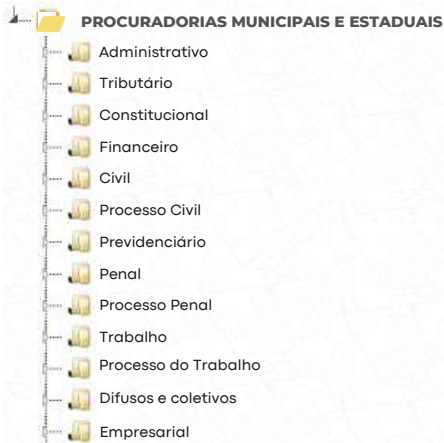 PROCURADORIAS MUNICIPAIS E ESTADUAIS
Administrativo
Tributário
Constitucional
Financeiro
Civil
Processo Civil
Previdenciário
Penal
Processo Penal
Trabalho
Processo do Trabalho
Difusos e coletivos
Empresarial